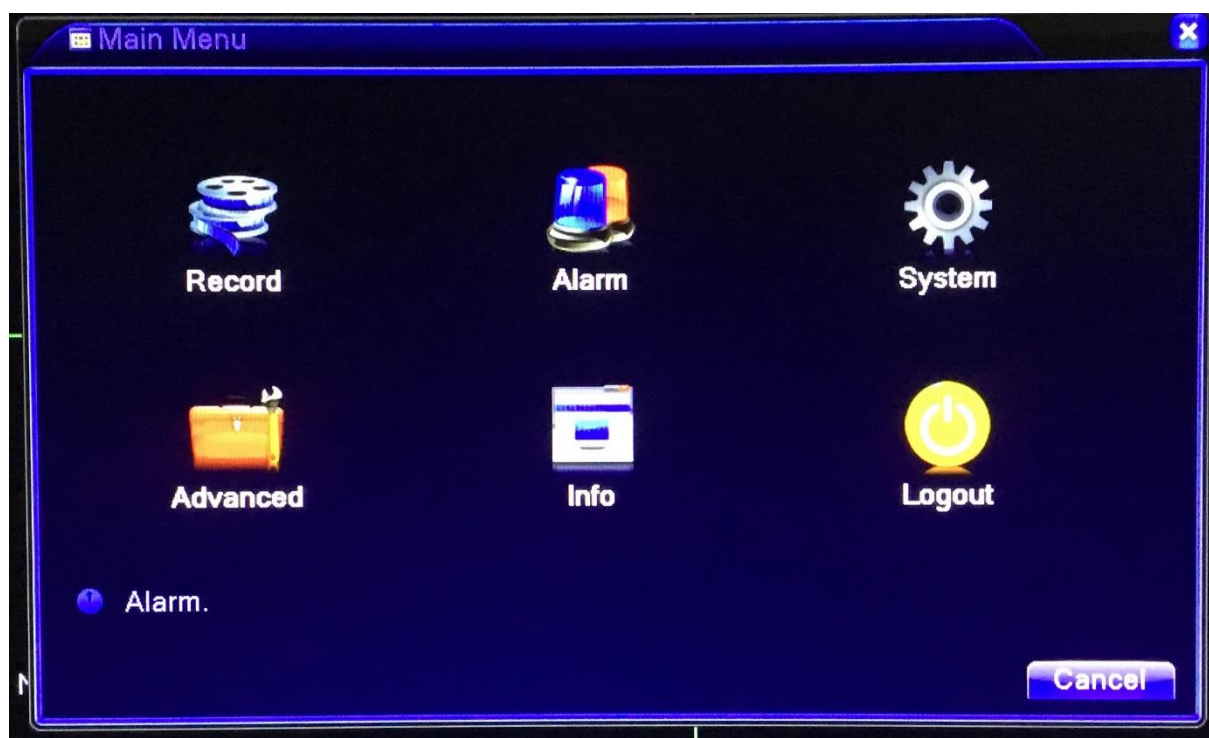 Main Menu
Record
Alarm
System
Advanced
Info
Logout
Alarm.
Cancel